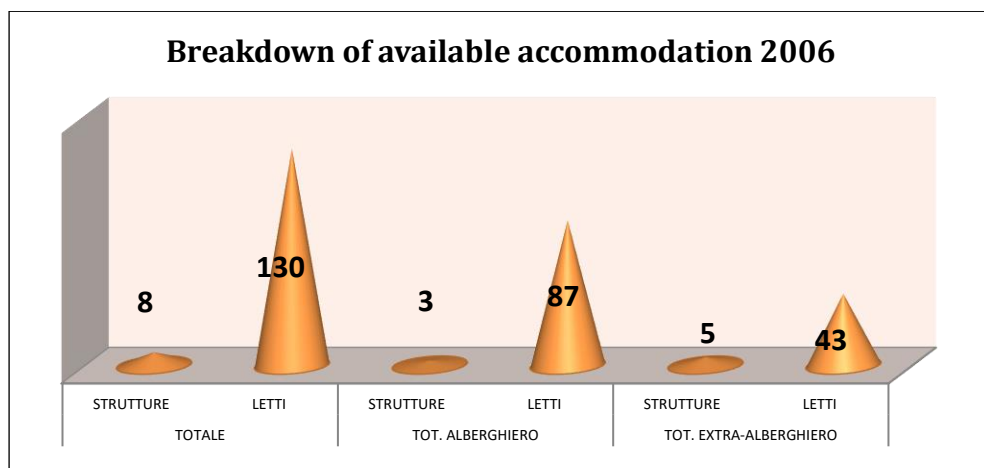 Breakdown of available accommodation 2006
8
130
3
87
5
43
STRUTTURE LETTI STRUTTURE LETTI STRUTTURE LETTI
TOTALE TOT. ALBERGHIERO TOT. EXTRA-ALBERGHIERO